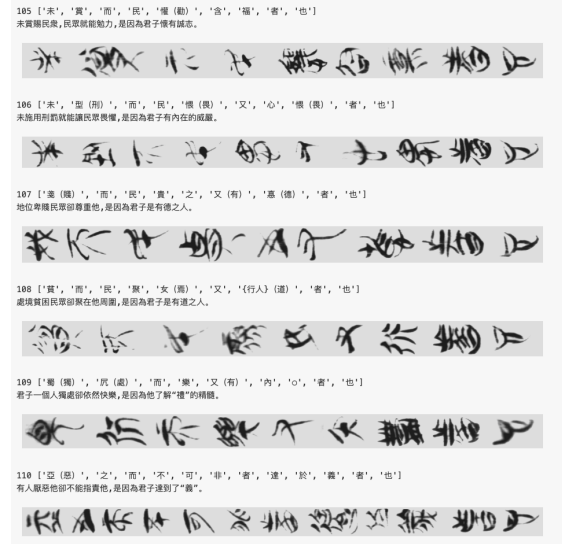 105 ['未', '賞', '而', '民', '懽（勸）', '含', '福', '者', '也']
未賞賜民衆,民眾就能勉力,是因為君子懷有誠志。
106 ['未', '型（刑）', '而', '民', '愄（畏）', '又', '心', '愄（畏）', '者', '也']
未施用刑罰就能讓民眾畏懼,是因為君子有內在的威嚴。
107 ['戔（賤）', '而', '民', '貴', '之', '又（有）', '惪（德）', '者', '也']
地位卑賤民眾卻尊重他,是因為君子是有德之人。
108 ['貧', '而', '民', '聚', '女（焉）', '又', '{行人}（道）', '者', '也']
處境貧困民眾卻聚在他周圍,是因為君子是有道之人。
109 ['蜀（獨）', '凥（處）', '而', '樂', '又（有）', '內', '○', '者', '也']
君子一個人獨處卻依然快樂,是因為他了解“禮”的精髓。
110 ['亞（惡）', '之', '而', '不', '可', '非', '者', '達', '於', '義', '者', '也']
有人厭惡他卻不能指責他,是因為君子達到了“義”。